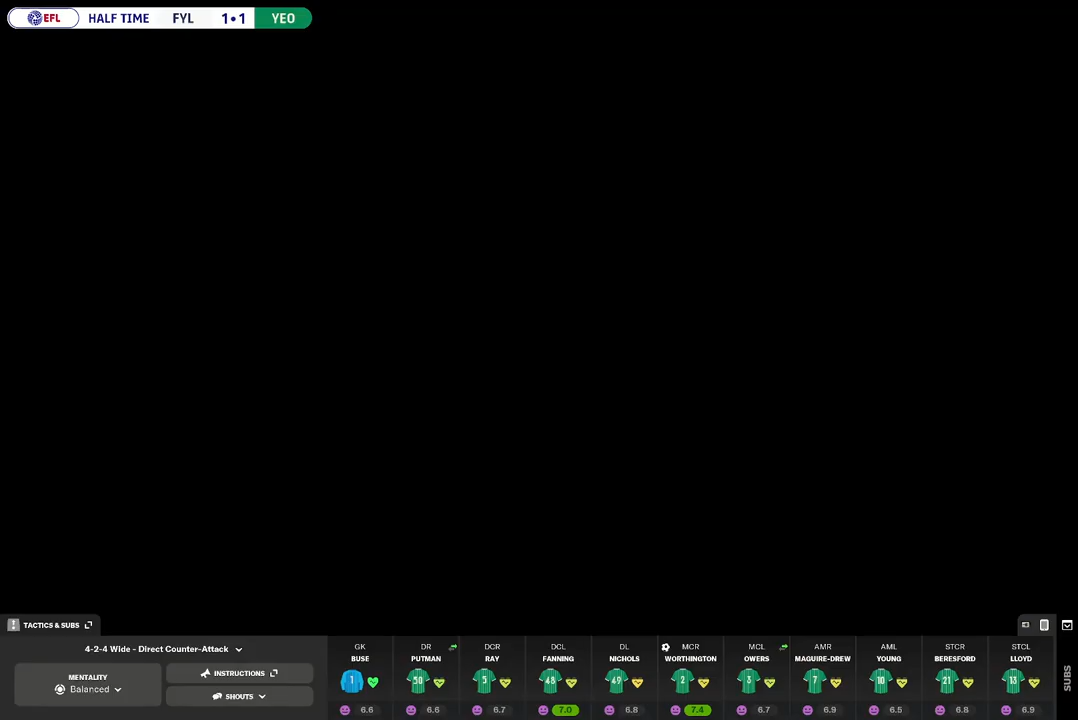 EFL HALF TIME FYL 1•1 YEO
TACTICS & SUBS
4-2-4 Wide - Direct Counter-Attack
MENTALITY
Balanced
INSTRUCTIONS
SHOUTS
GK DR DCR DCL DL MCR MCL AMR AML STCR STCL
BUSE PUTMAN RAY FANNING NICHOLS WORTHINGTON OWERS MAGUIRE-DREW YOUNG BERESFORD LLOYD
1 50 5 48 49 2 3 7 10 21 13
6.6 6.6 6.7 7.0 6.8 7.4 6.7 6.9 6.5 6.8 6.9
SUBS